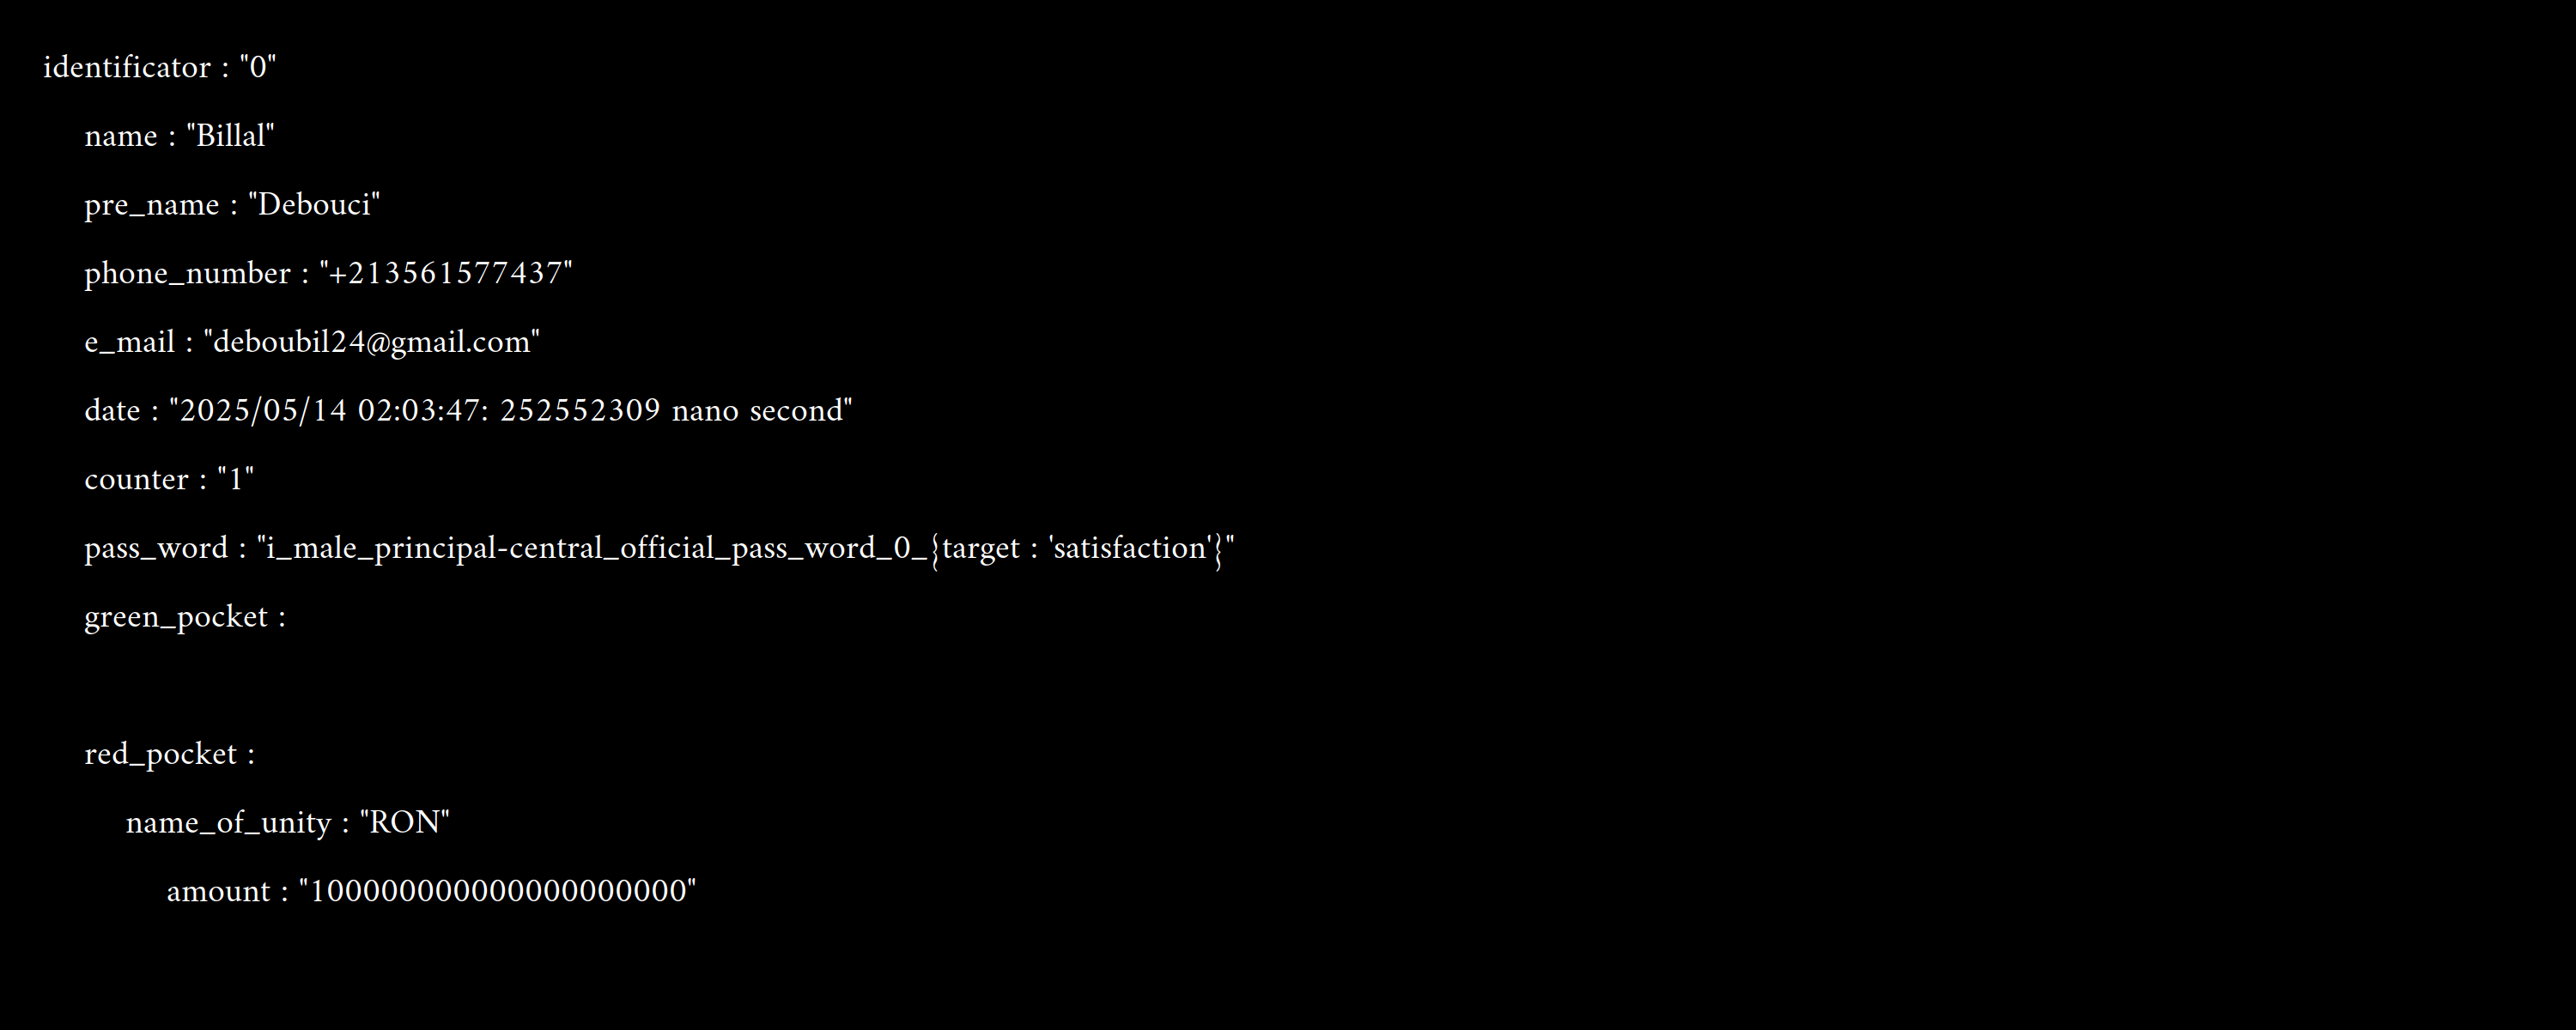 identificator : "0"
name : "Billal"
pre_name : "Debouci"
phone_number : "+213561577437"
e_mail : "deboubil24@gmail.com"
date : "2025/05/14 02:03:47: 252552309 nano second"
counter : "1"
pass_word : "i_male_principal-central_official_pass_word_0_{target : 'satisfaction'}"
green_pocket :
red_pocket :
name_of_unity : "RON"
amount : "100000000000000000000"